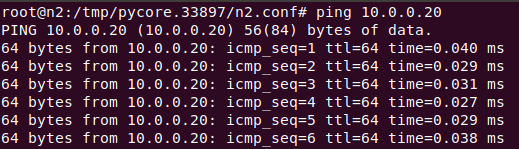 root@n2:/tmp/pycore.33897/n2.conf# ping 10.0.0.20
PING 10.0.0.20 (10.0.0.20) 56(84) bytes of data.
64 bytes from 10.0.0.20: icmp_seq=1 ttl=64 time=0.040 ms
64 bytes from 10.0.0.20: icmp_seq=2 ttl=64 time=0.029 ms
64 bytes from 10.0.0.20: icmp_seq=3 ttl=64 time=0.031 ms
64 bytes from 10.0.0.20: icmp_seq=4 ttl=64 time=0.027 ms
64 bytes from 10.0.0.20: icmp_seq=5 ttl=64 time=0.029 ms
64 bytes from 10.0.0.20: icmp_seq=6 ttl=64 time=0.038 ms